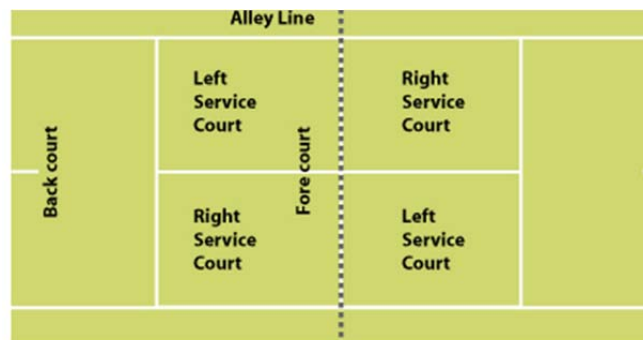 Alley Line
Left
Service
Court
Right
Service
Court
Back court
Fore court
Right
Service
Court
Left
Service
Court